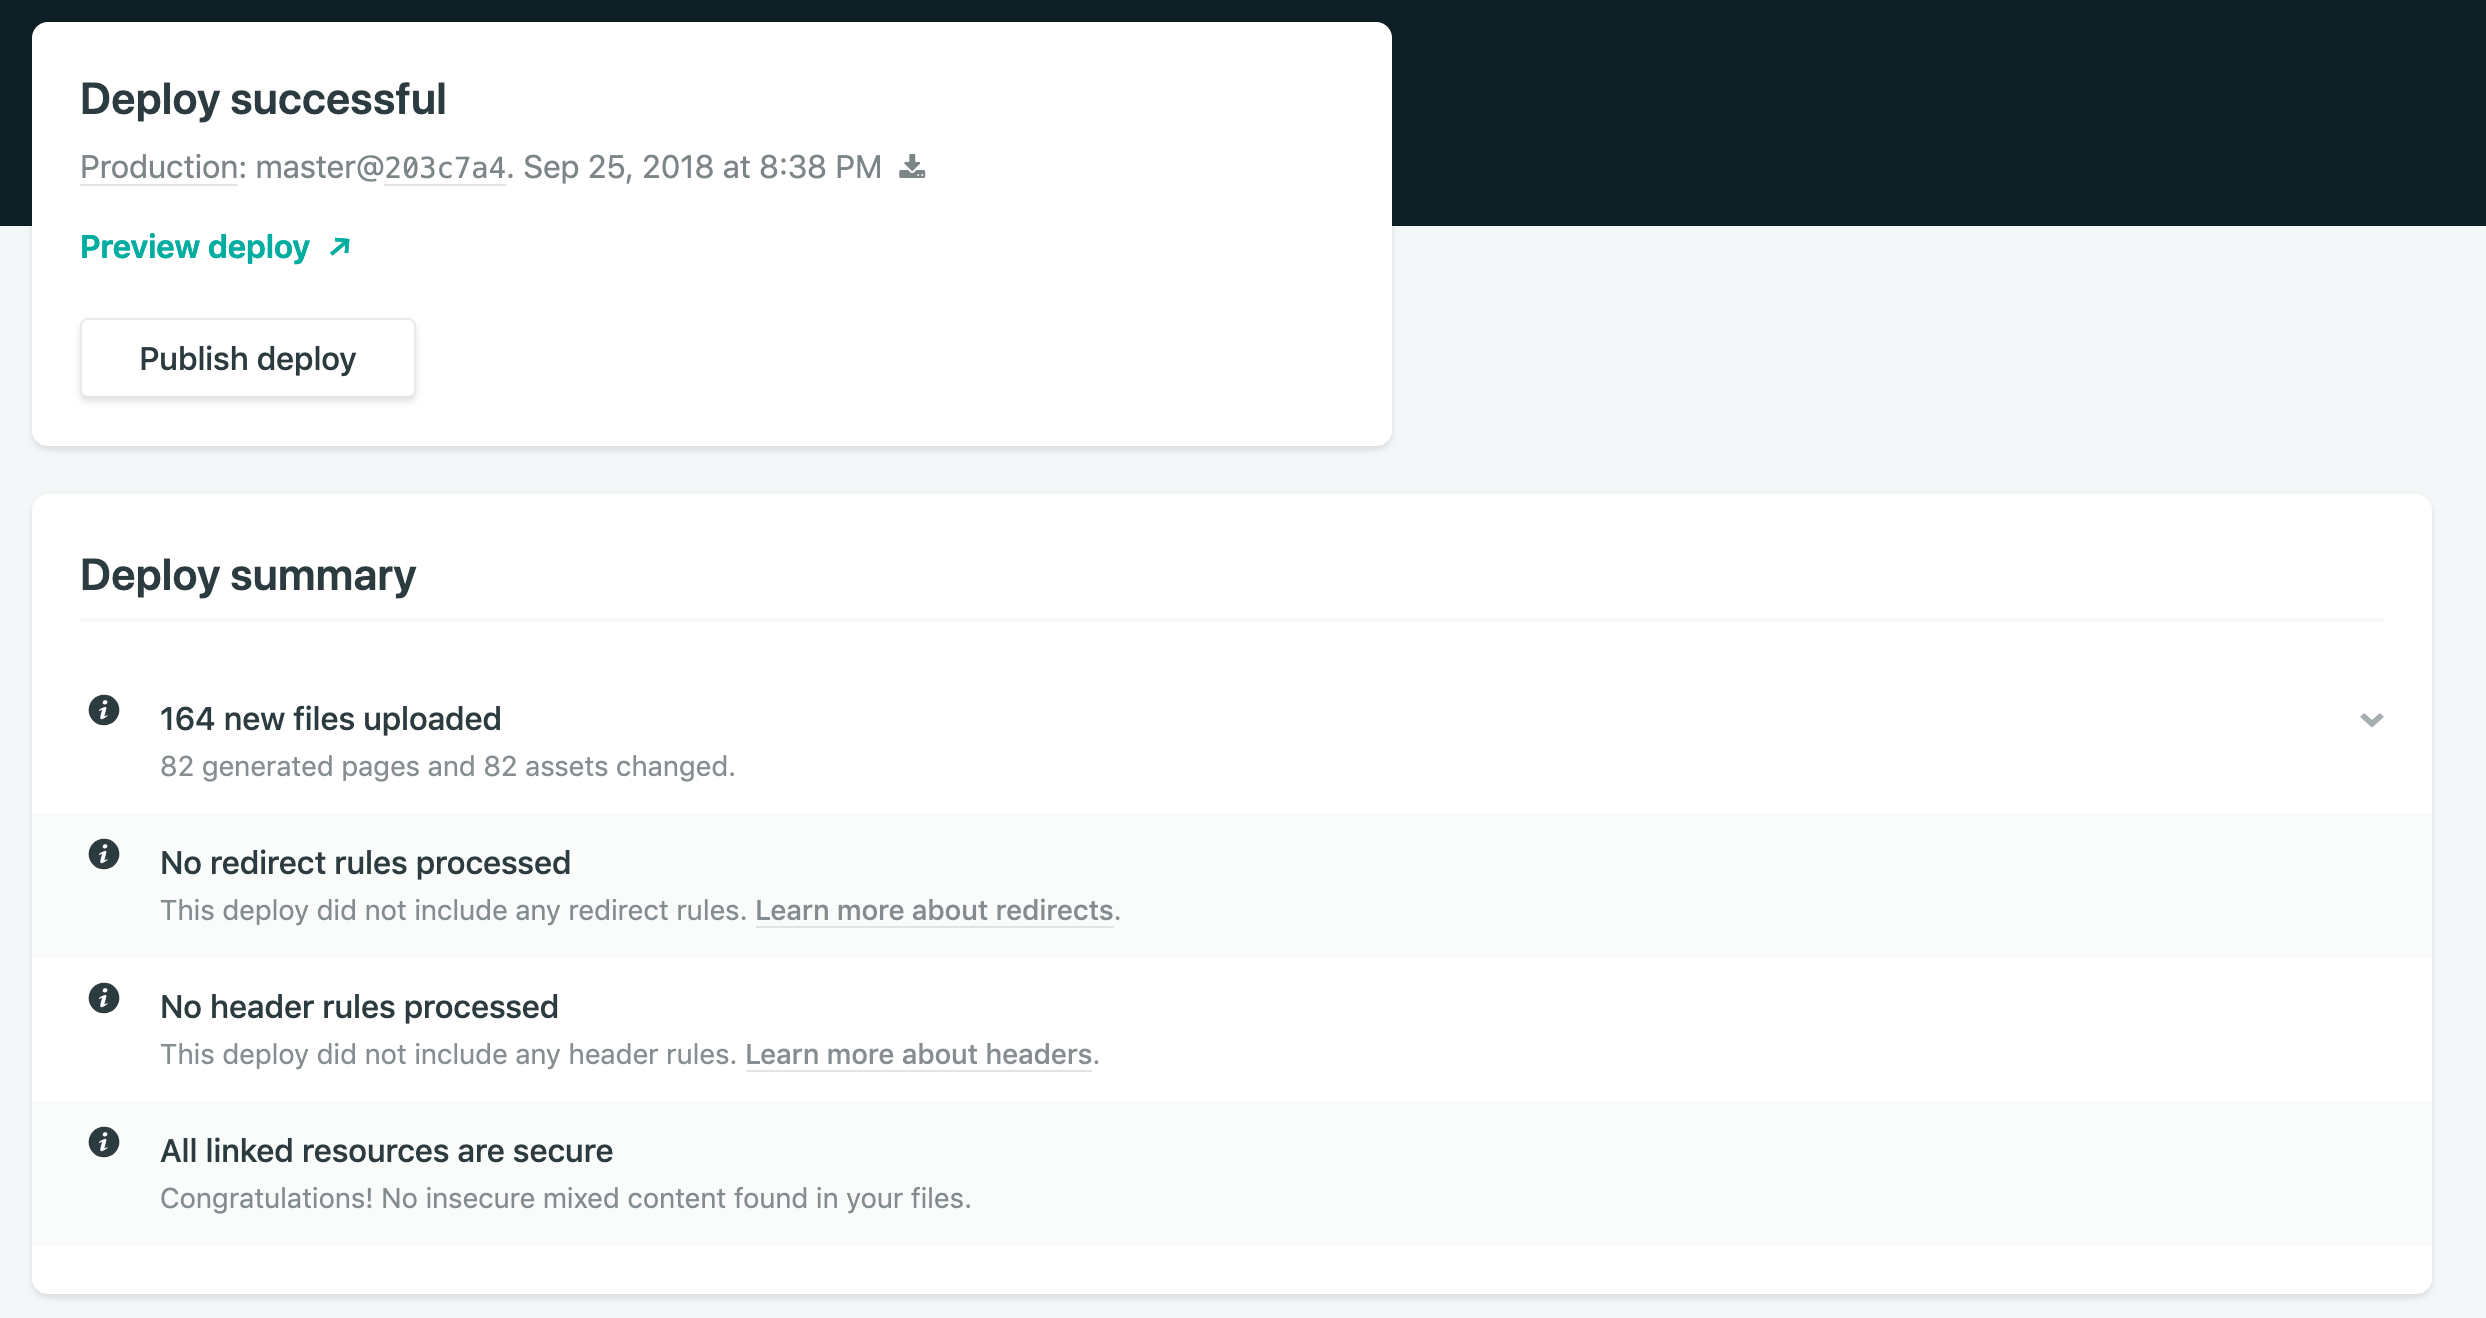 Deploy successful
Production: master@203c7a4. Sep 25, 2018 at 8:38 PM
Preview deploy
Publish deploy
Deploy summary
164 new files uploaded
82 generated pages and 82 assets changed.
No redirect rules processed
This deploy did not include any redirect rules. Learn more about redirects.
No header rules processed
This deploy did not include any header rules. Learn more about headers.
All linked resources are secure
Congratulations! No insecure mixed content found in your files.